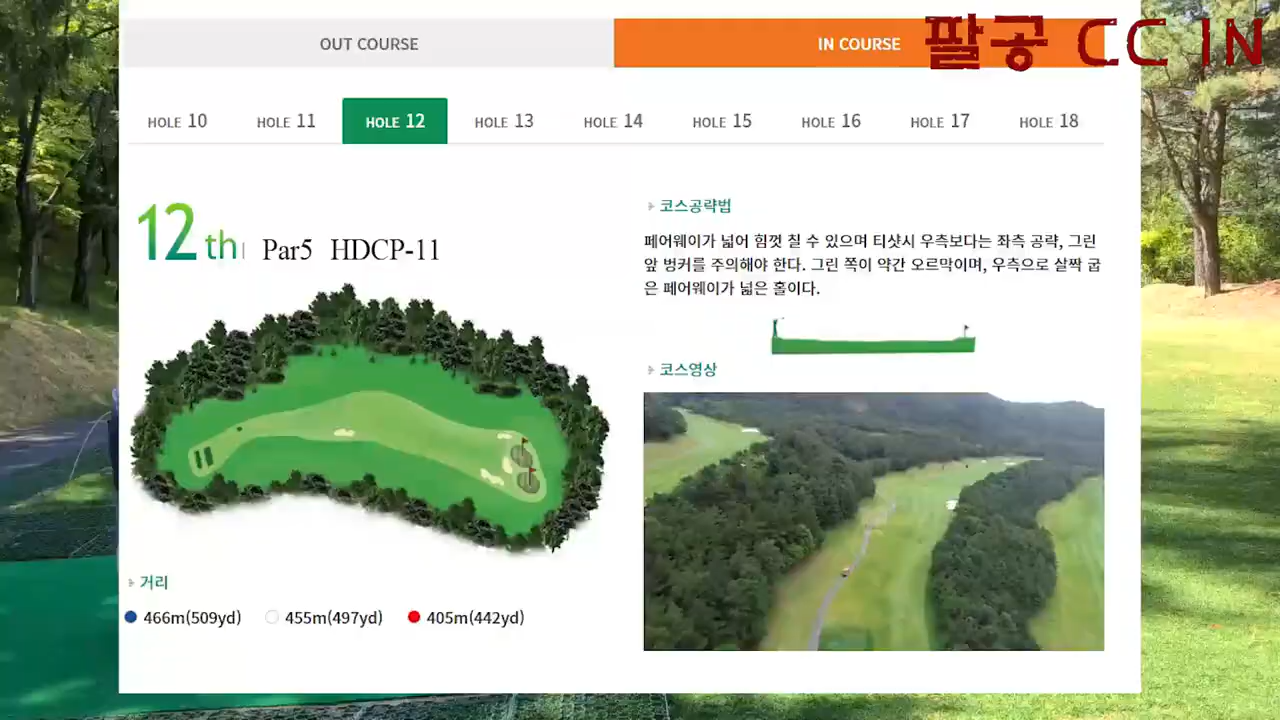 팔공 CC IN
OUT COURSE
IN COURSE
HOLE 10
HOLE 11
HOLE 12
HOLE 13
HOLE 14
HOLE 15
HOLE 16
HOLE 17
HOLE 18
12 th Par5 HDCP-11
코스공략법
페어웨이가 넓어 힘껏 칠 수 있으며 티샷시 우측보다는 좌측 공략, 그린
앞 벙커를 주의해야 한다. 그린 쪽이 약간 오르막이며, 우측으로 살짝 굽
은 페어웨이가 넓은 홀이다.
코스영상
거리
466m(509yd)
455m(497yd)
405m(442yd)